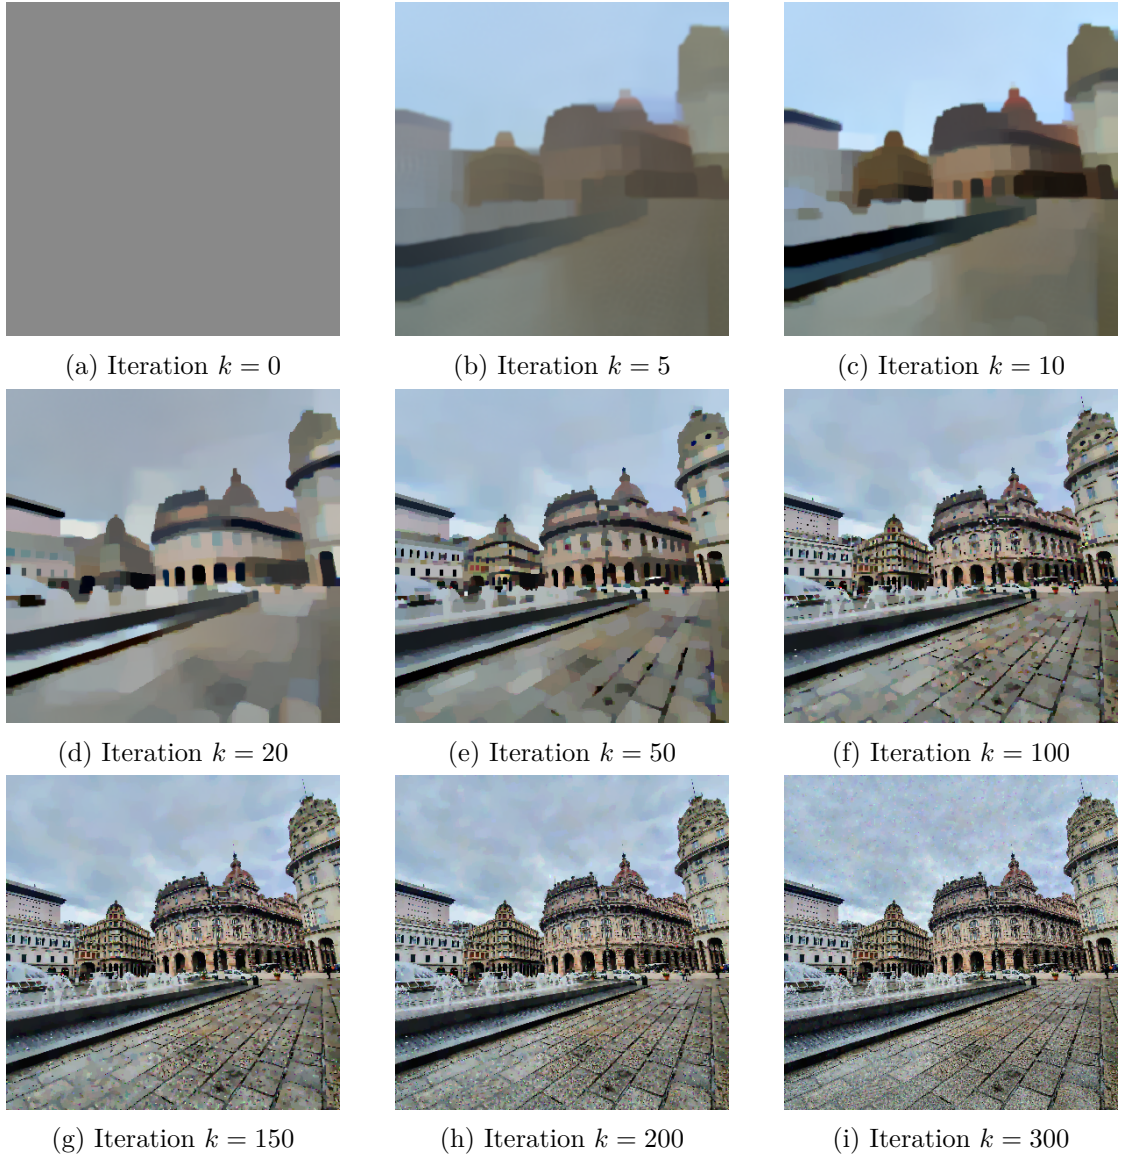 (a) Iteration k = 0
(b) Iteration k = 5
(c) Iteration k = 10
(d) Iteration k = 20
(e) Iteration k = 50
(f) Iteration k = 100
(g) Iteration k = 150
(h) Iteration k = 200
(i) Iteration k = 300